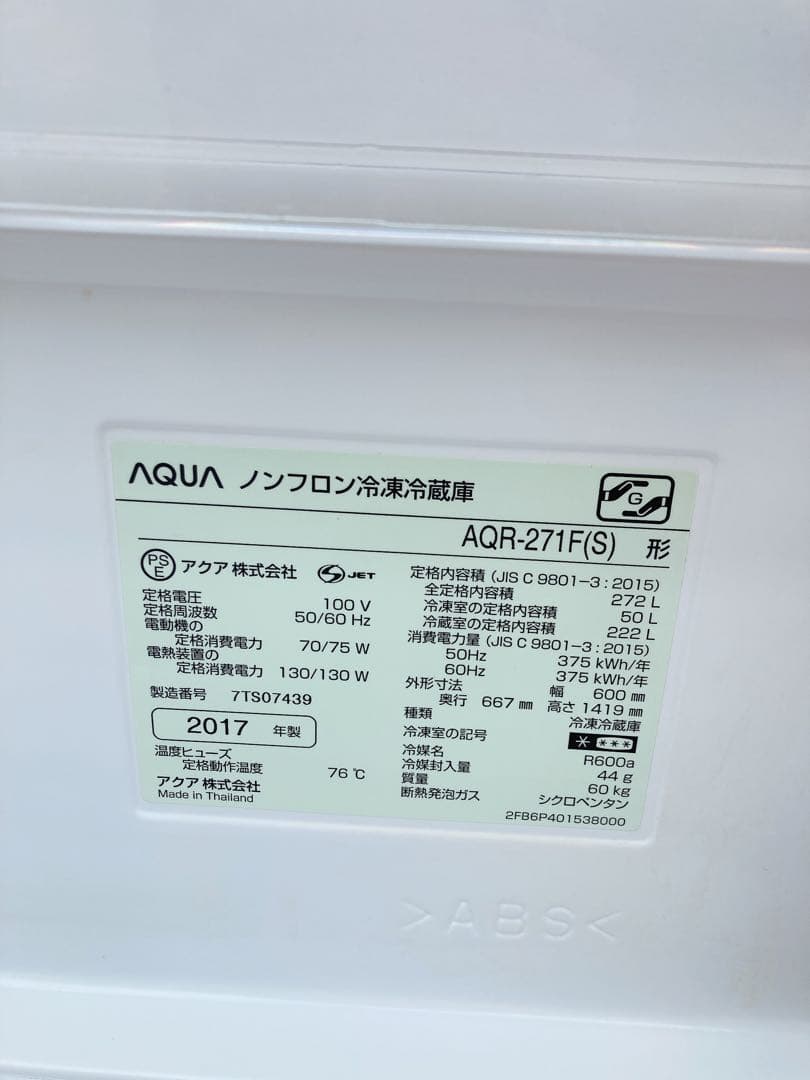 AQUA ノンフロン冷凍冷蔵庫
G
AQR-271F(S) 形
PSE アクア株式会社 S JET
定格電圧 100 V
定格周波数 50/60 Hz
電動機の
定格消費電力 70/75 W
電熱装置の
定格消費電力 130/130 W
製造番号 7TS07439
2017 年製
温度ヒューズ
定格動作温度 76 ℃
アクア株式会社
Made in Thailand
定格内容積 (JIS C 9801-3 : 2015)
全定格内容積 272 L
冷凍室の定格内容積 50 L
冷蔵室の定格内容積 222 L
消費電力量 (JIS C 9801-3 : 2015)
50Hz 375 kWh/年
60Hz 375 kWh/年
外形寸法 幅 600 mm
奥行 667 mm 高さ 1419 mm
種類 冷凍冷蔵庫
冷凍室の記号 * ***
冷媒名 R600a
冷媒封入量 44 g
質量 60 kg
断熱発泡ガス シクロペンタン
2FB6P401538000
>ABS<